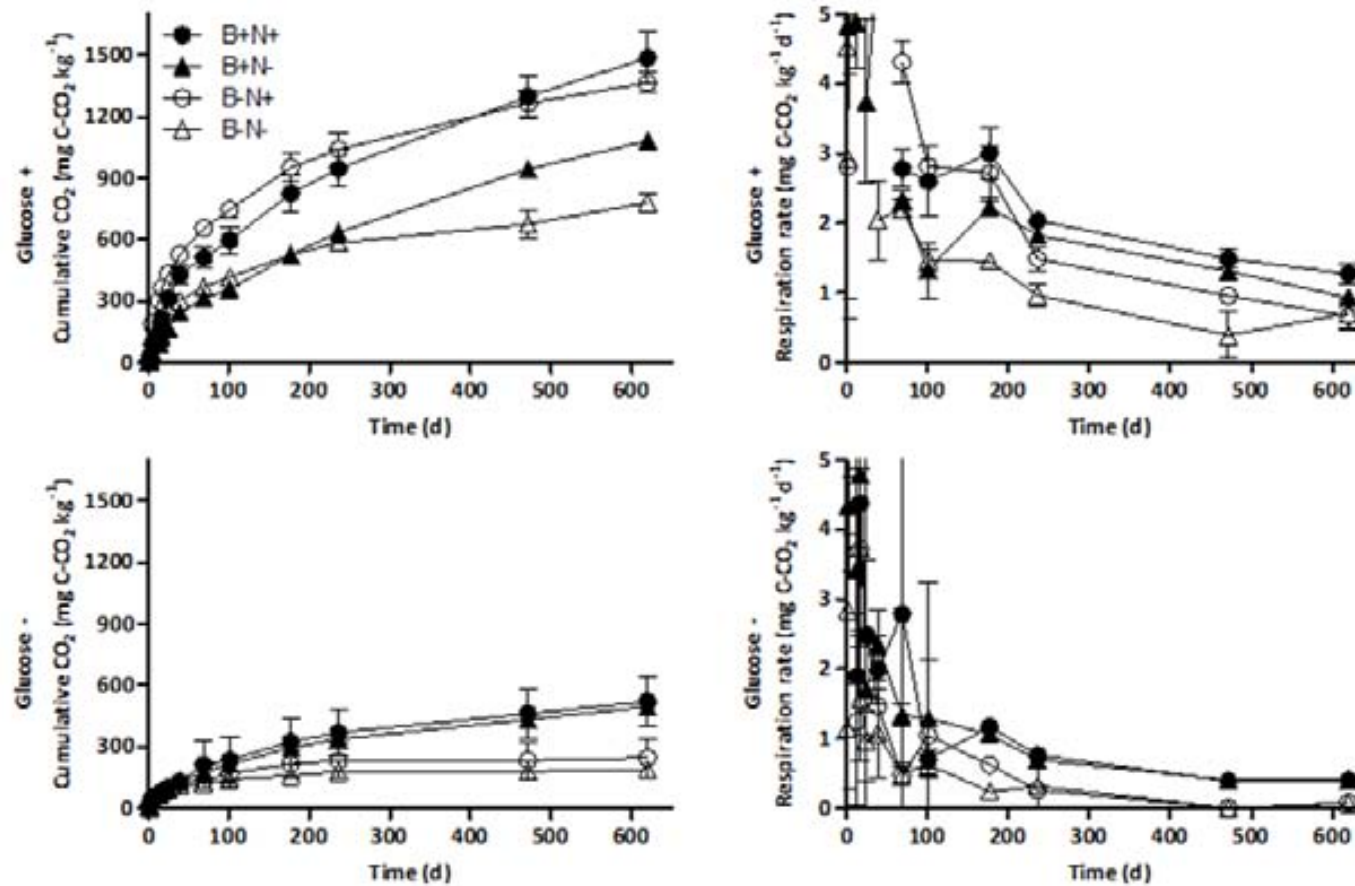 Glucose +
Cumulative CO₂ (mg C-CO₂ kg⁻¹)
1500
1200
900
600
300
0
B+N+
B+N-
B-N+
B-N-
0 100 200 300 400 500 600
Time (d)
Glucose +
Respiration rate (mg C-CO₂ kg⁻¹ d⁻¹)
5
4
3
2
1
0
0 100 200 300 400 500 600
Time (d)
Glucose -
Cumulative CO₂ (mg C-CO₂ kg⁻¹)
1500
1200
900
600
300
0
0 100 200 300 400 500 600
Time (d)
Glucose -
Respiration rate (mg C-CO₂ kg⁻¹ d⁻¹)
5
4
3
2
1
0
0 100 200 300 400 500 600
Time (d)